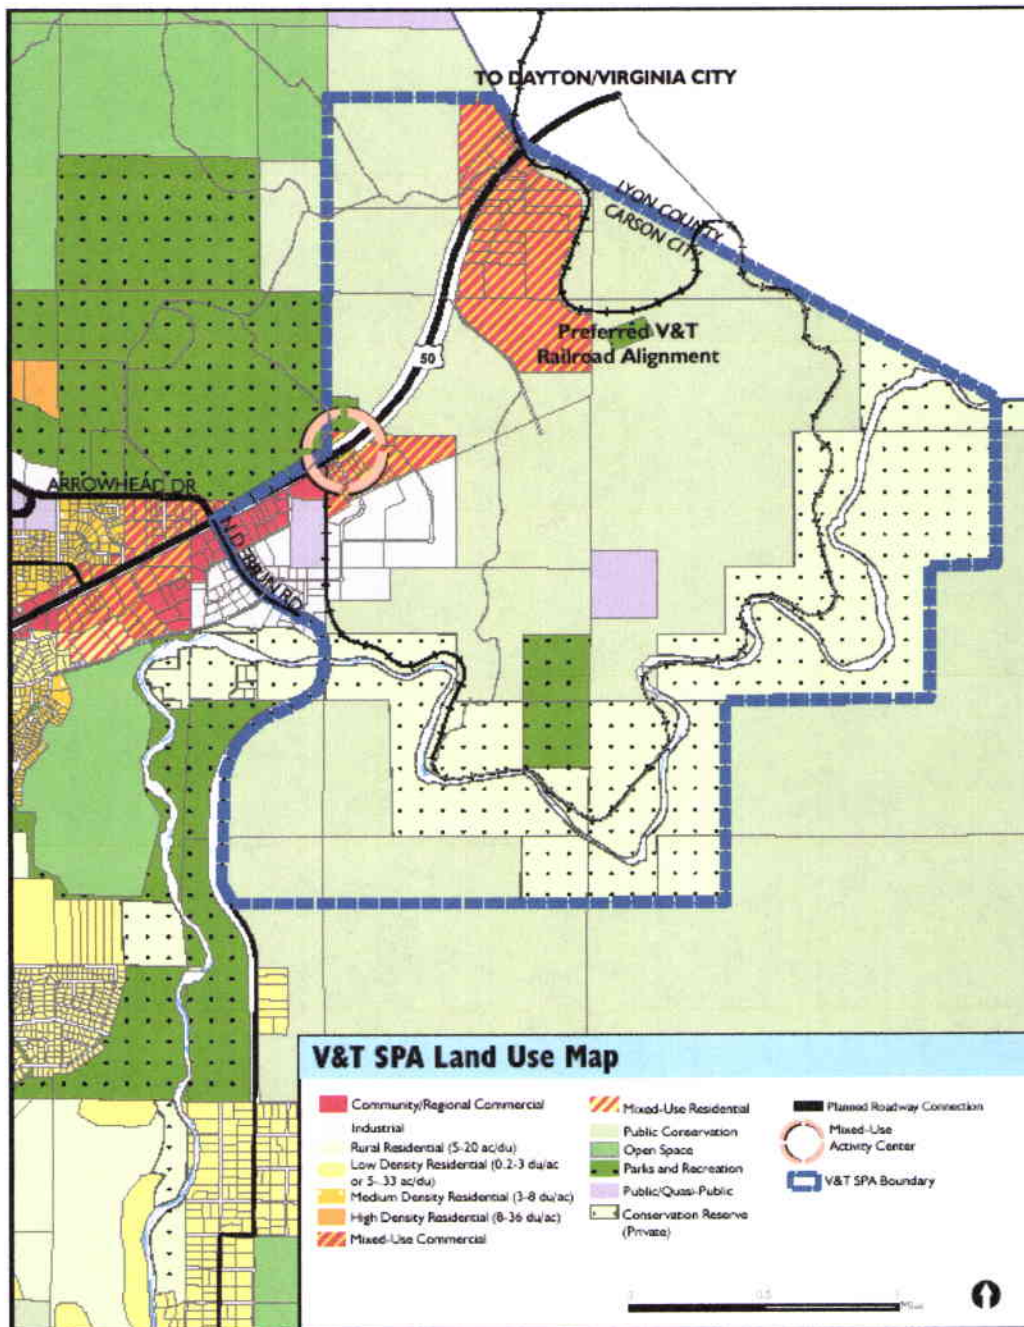 TO DAYTON/VIRGINIA CITY
LYON COUNTY
CARSON CITY
Preferred V&T
Railroad Alignment
50
ARROWHEAD DR
V&T SPA Land Use Map
Community/Regional Commercial
Industrial
Rural Residential (5-20 ac/du)
Low Density Residential (0.2-3 du/ac
or 5-.33 ac/du)
Medium Density Residential (3-8 du/ac)
High Density Residential (8-36 du/ac)
Mixed-Use Commercial
Mixed-Use Residential
Public Conservation
Open Space
Parks and Recreation
Public/Quasi-Public
Conservation Reserve
(Private)
Planned Roadway Connection
Mixed-Use
Activity Center
V&T SPA Boundary
0.5
1
Miles